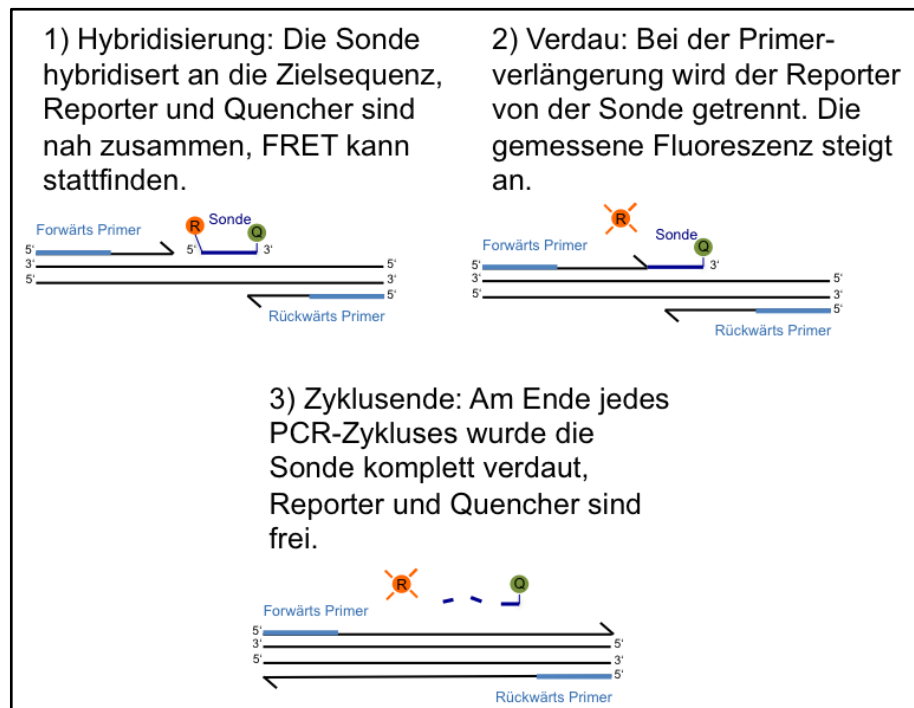 1) Hybridisierung: Die Sonde
hybridisert an die Zielsequenz,
Reporter und Quencher sind
nah zusammen, FRET kann
stattfinden.
R
Sonde
Q
Forwärts Primer
5'
5'
3'
3'
5'
5'
3'
5'
Rückwärts Primer
2) Verdau: Bei der Primer-
verlängerung wird der Reporter
von der Sonde getrennt. Die
gemessene Fluoreszenz steigt
an.
R
Q
Forwärts Primer
Sonde
5'
3'
3'
5'
5'
3'
5'
Rückwärts Primer
3) Zyklusende: Am Ende jedes
PCR-Zykluses wurde die
Sonde komplett verdaut,
Reporter und Quencher sind
frei.
R
Q
Forwärts Primer
5'
3'
5'
5'
3'
5'
Rückwärts Primer